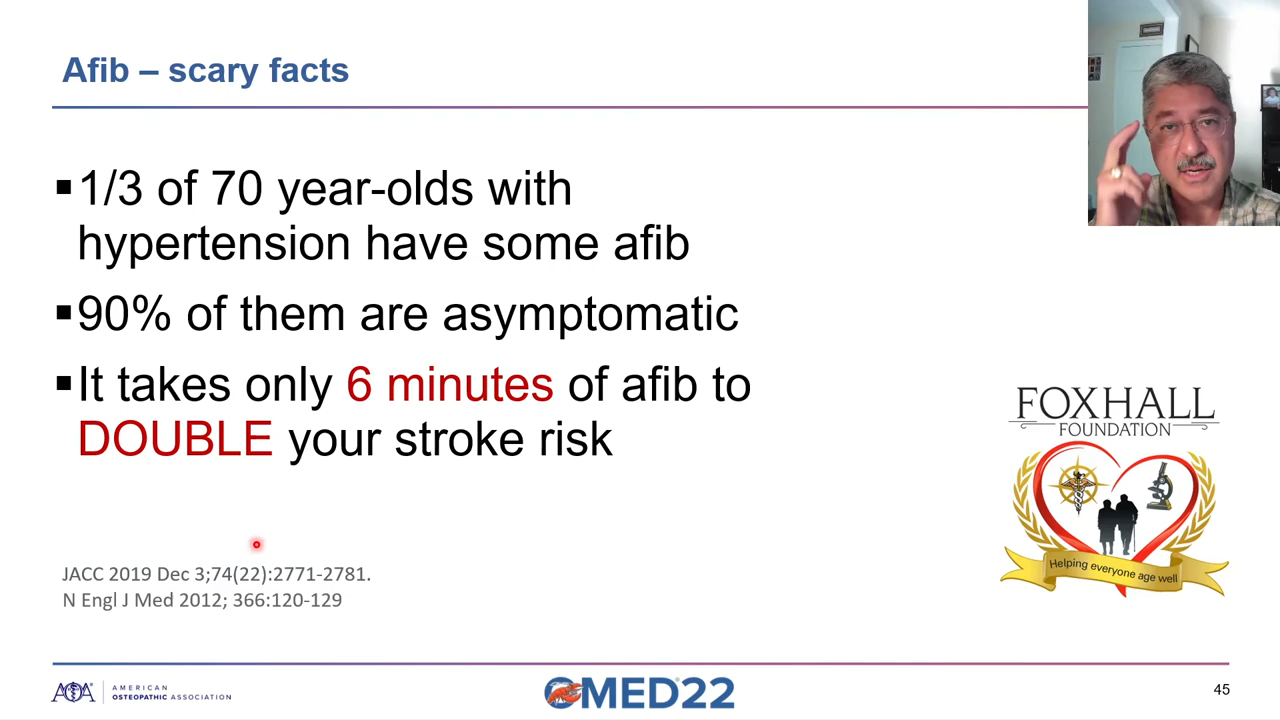 Afib – scary facts
▪1/3 of 70 year-olds with
hypertension have some afib
▪90% of them are asymptomatic
▪It takes only 6 minutes of afib to
DOUBLE your stroke risk
FOXHALL
FOUNDATION
Helping everyone age well
JACC 2019 Dec 3;74(22):2771-2781.
N Engl J Med 2012; 366:120-129
AOA
AMERICAN
OSTEOPATHIC ASSOCIATION
OMED®22
45